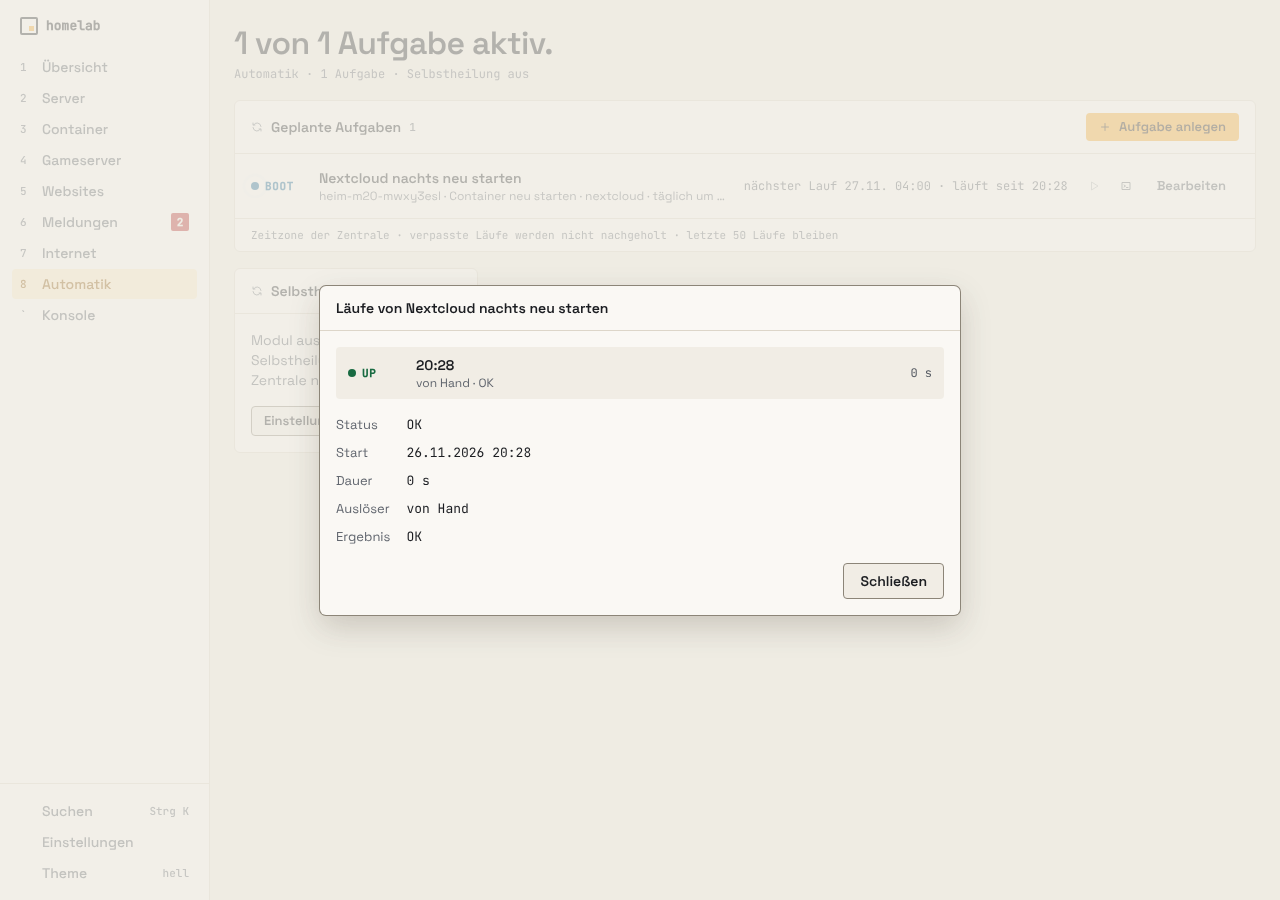 homelab
1 Übersicht
2 Server
3 Container
4 Gameserver
5 Websites
6 Meldungen 2
7 Internet
8 Automatik
` Konsole
Suchen Strg K
Einstellungen
Theme hell
1 von 1 Aufgabe aktiv.
Automatik · 1 Aufgabe · Selbstheilung aus
Geplante Aufgaben 1
+ Aufgabe anlegen
BOOT
Nextcloud nachts neu starten
heim-m20-mwxy3esl · Container neu starten · nextcloud · täglich um …
nächster Lauf 27.11. 04:00 · läuft seit 20:28
Bearbeiten
Zeitzone der Zentrale · verpasste Läufe werden nicht nachgeholt · letzte 50 Läufe bleiben
Selbsth
Modul aus
Selbstheil
Zentrale n
Einstellu
Läufe von Nextcloud nachts neu starten
UP
20:28
von Hand · OK
0 s
Status OK
Start 26.11.2026 20:28
Dauer 0 s
Auslöser von Hand
Ergebnis OK
Schließen